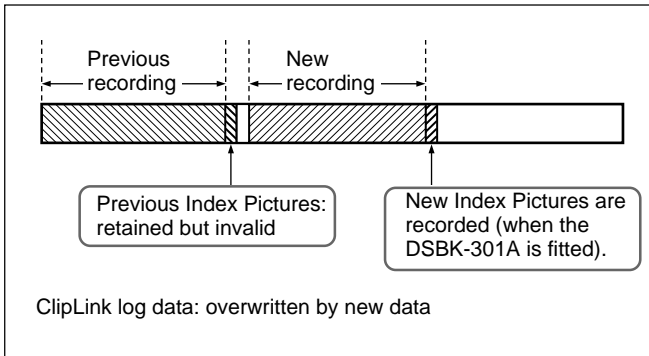 Previous
recording
New
recording
Previous Index Pictures:
retained but invalid
New Index Pictures are
recorded (when the
DSBK-301A is fitted).
ClipLink log data: overwritten by new data